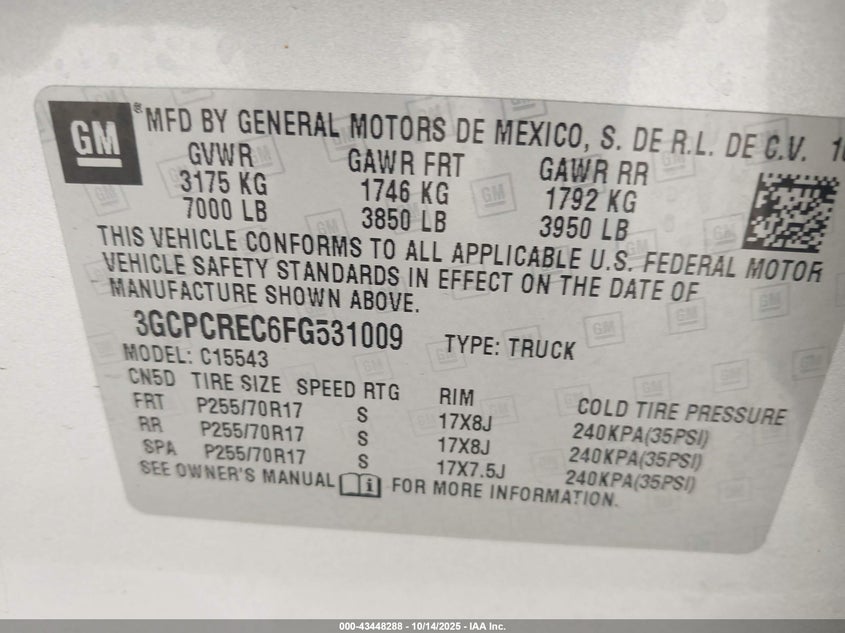 GM
® MFD BY GENERAL MOTORS DE MEXICO, S. DE R.L. DE C.V.
GVWR GAWR FRT GAWR RR
3175 KG 1746 KG 1792 KG
7000 LB 3850 LB 3950 LB
THIS VEHICLE CONFORMS TO ALL APPLICABLE U.S. FEDERAL MOTOR
VEHICLE SAFETY STANDARDS IN EFFECT ON THE DATE OF
MANUFACTURE SHOWN ABOVE.
3GCPCREC6FG531009 TYPE: TRUCK
MODEL: C15543
CN5D TIRE SIZE SPEED RTG RIM COLD TIRE PRESSURE
FRT P255/70R17 S 17X8J 240KPA(35PSI)
RR P255/70R17 S 17X8J 240KPA(35PSI)
SPA P255/70R17 S 17X7.5J 240KPA(35PSI)
SEE OWNER'S MANUAL i FOR MORE INFORMATION.
000-43448288 - 10/14/2025 - IAA Inc.